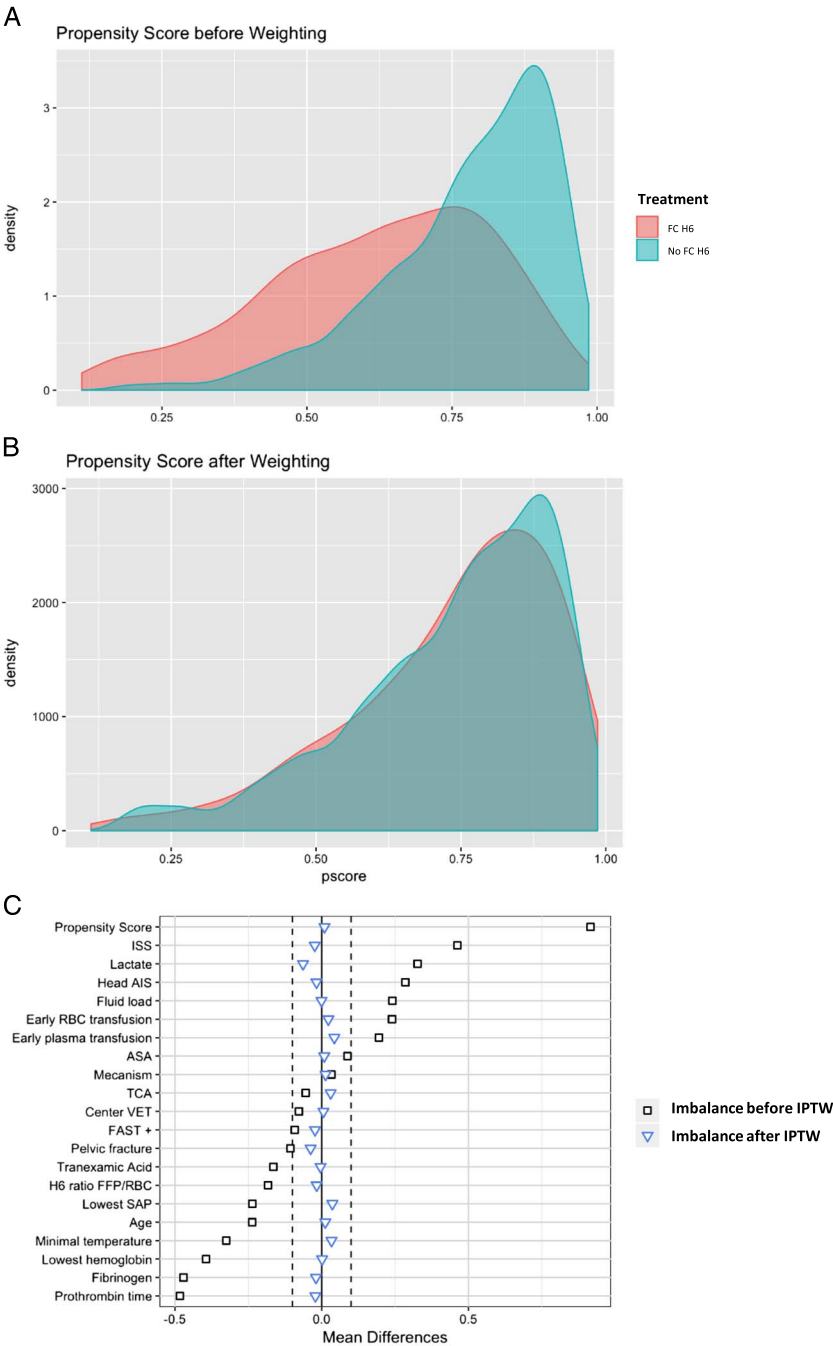 A
Propensity Score before Weighting
3
2
1
0
density
0.25 0.50 0.75 1.00
Treatment
FC H6
No FC H6
B
Propensity Score after Weighting
3000
2000
1000
0
density
0.25 0.50 0.75 1.00
pscore
C
Propensity Score
ISS
Lactate
Head AIS
Fluid load
Early RBC transfusion
Early plasma transfusion
ASA
Mecanism
TCA
Center VET
FAST +
Pelvic fracture
Tranexamic Acid
H6 ratio FFP/RBC
Lowest SAP
Age
Minimal temperature
Lowest hemoglobin
Fibrinogen
Prothrombin time
-0.5 0.0 0.5
Mean Differences
Imbalance before IPTW
Imbalance after IPTW